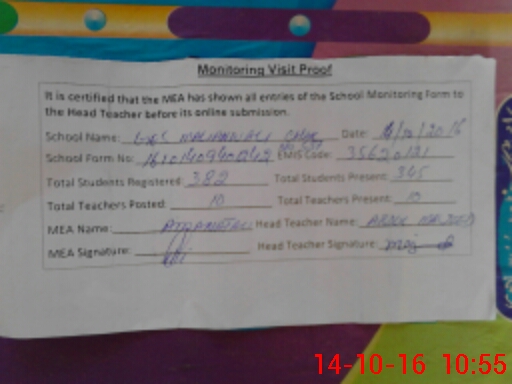 Monitoring Visit Proof
It is certified that the MEA has shown all entries of the School Monitoring Form to
the Head Teacher before its online submission.
School Name: Date: /10/2016
School Form No: EMIS Code:
Total Students Registered: 382 Total Students Present: 345
Total Teachers Posted: 10 Total Teachers Present: 10
MEA Name: Head Teacher Name: ABDUL
MEA Signature: Head Teacher Signature:
14-10-16 10:55